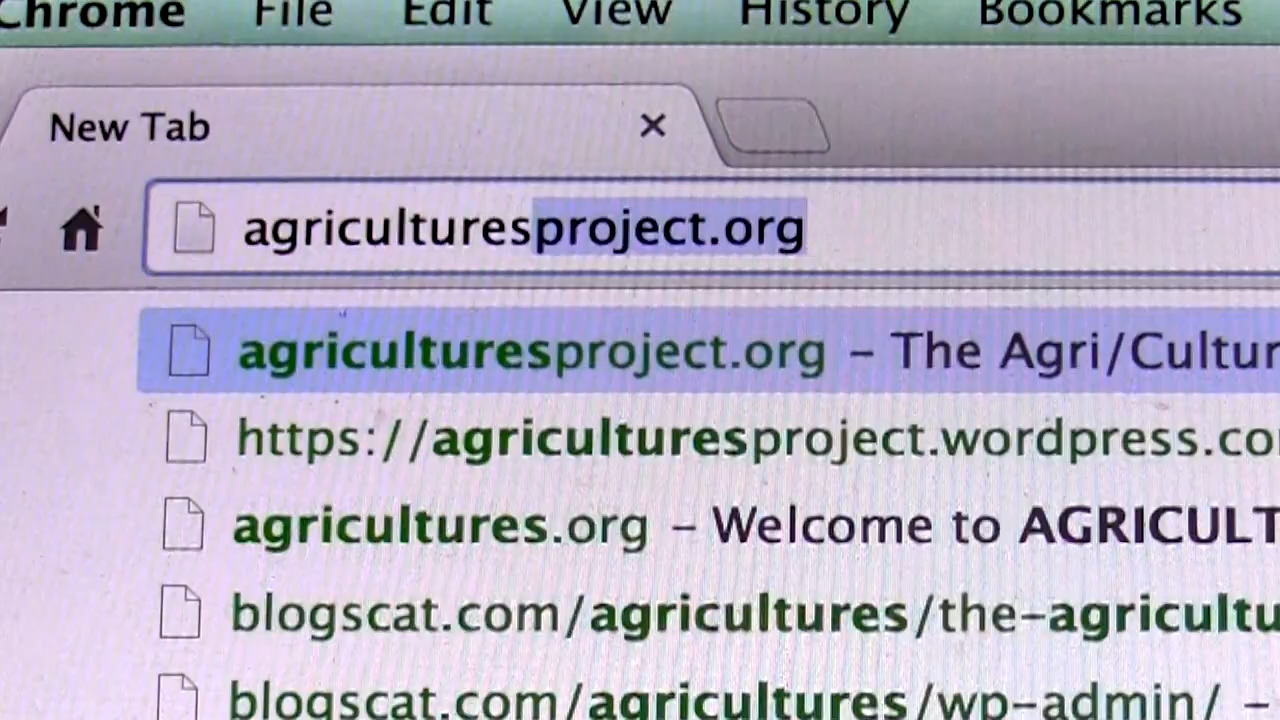 Chrome File Edit View History Bookmarks
New Tab
agriculturesproject.org
agriculturesproject.org – The Agri/Cultur
https://agriculturesproject.wordpress.co
agricultures.org – Welcome to AGRICULT
blogscat.com/agricultures/the-agricultu
blogscat.com/agricultures/wp-admin/ –